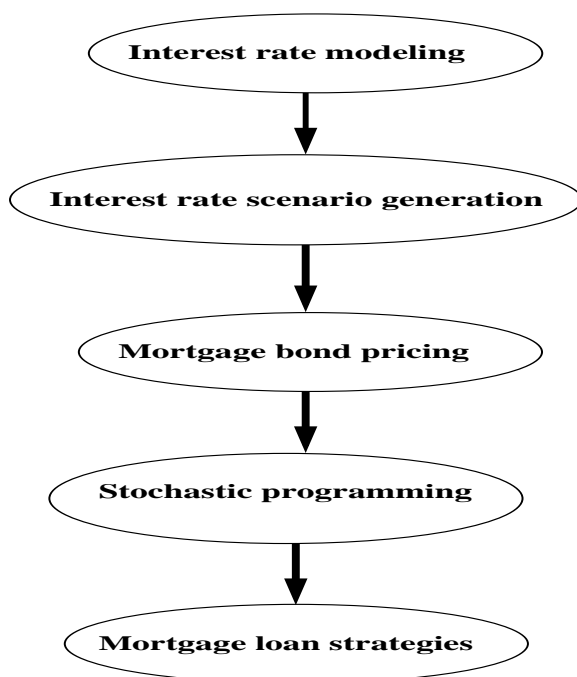 Interest rate modeling
Interest rate scenario generation
Mortgage bond pricing
Stochastic programming
Mortgage loan strategies